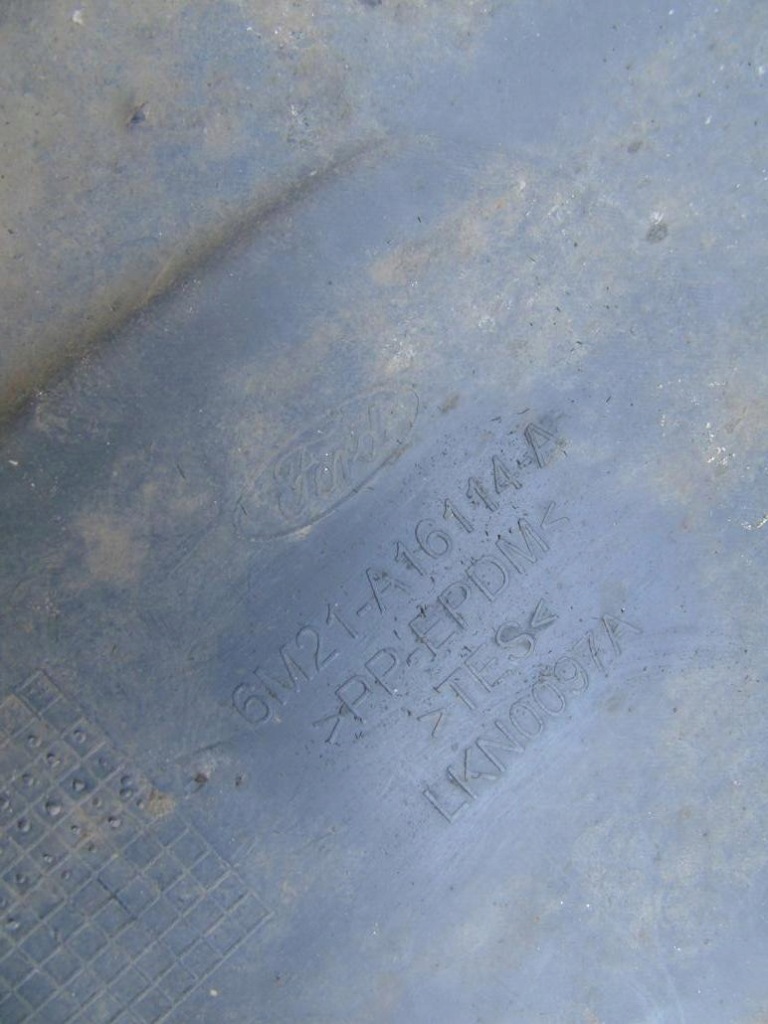 Ford
6M21-A16114-A
>PP-EPDM<
>TES<
LKN0097A